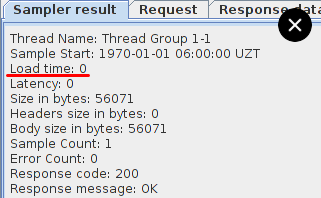 Sampler result Request Response data
Thread Name: Thread Group 1-1
Sample Start: 1970-01-01 06:00:00 UZT
Load time: 0
Latency: 0
Size in bytes: 56071
Headers size in bytes: 0
Body size in bytes: 56071
Sample Count: 1
Error Count: 0
Response code: 200
Response message: OK